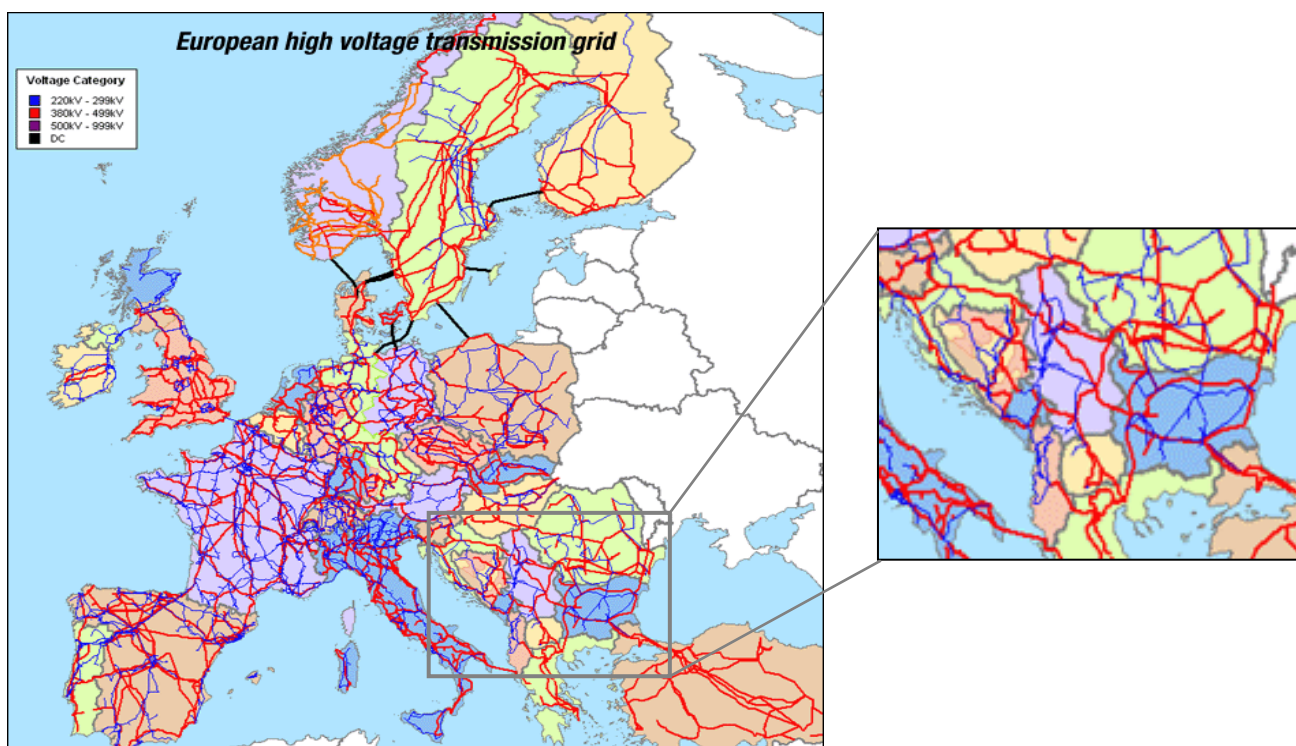 European high voltage transmission grid
Voltage Category
220kV - 299kV
380kV - 499kV
500kV - 999kV
DC